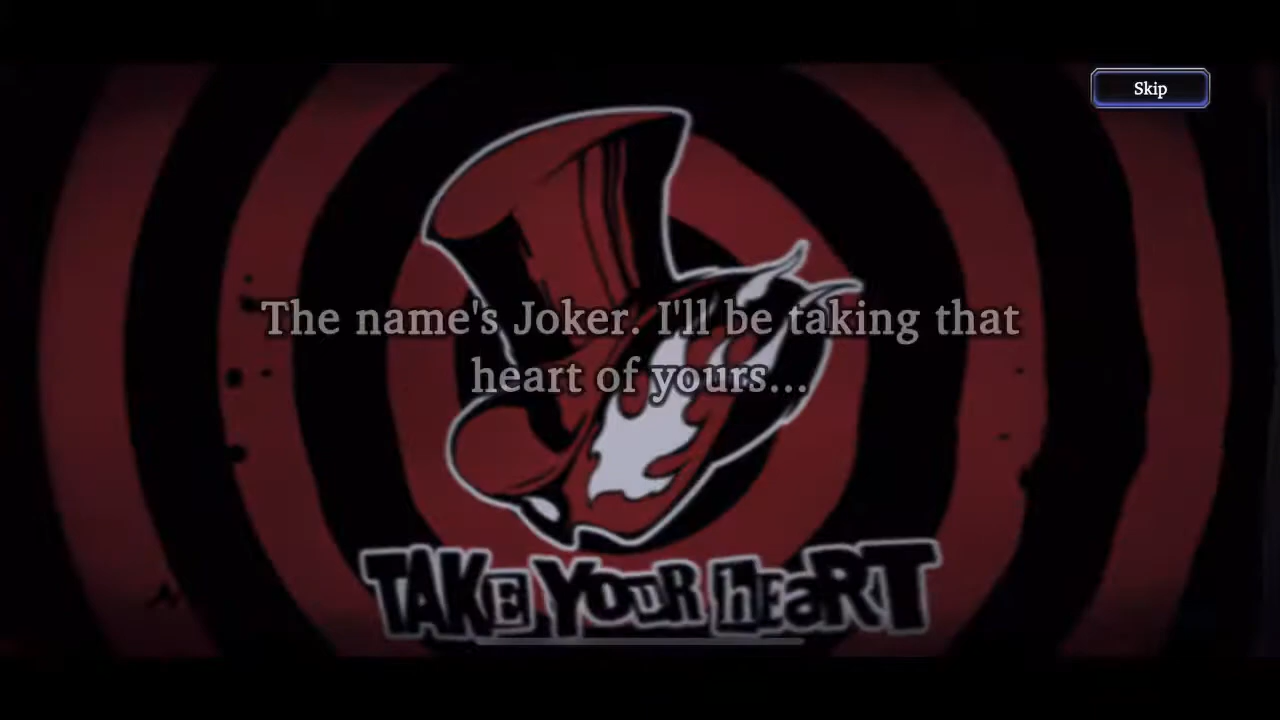 Skip
The name's Joker. I'll be taking that
heart of yours...
TAKE YOUR HEaRT